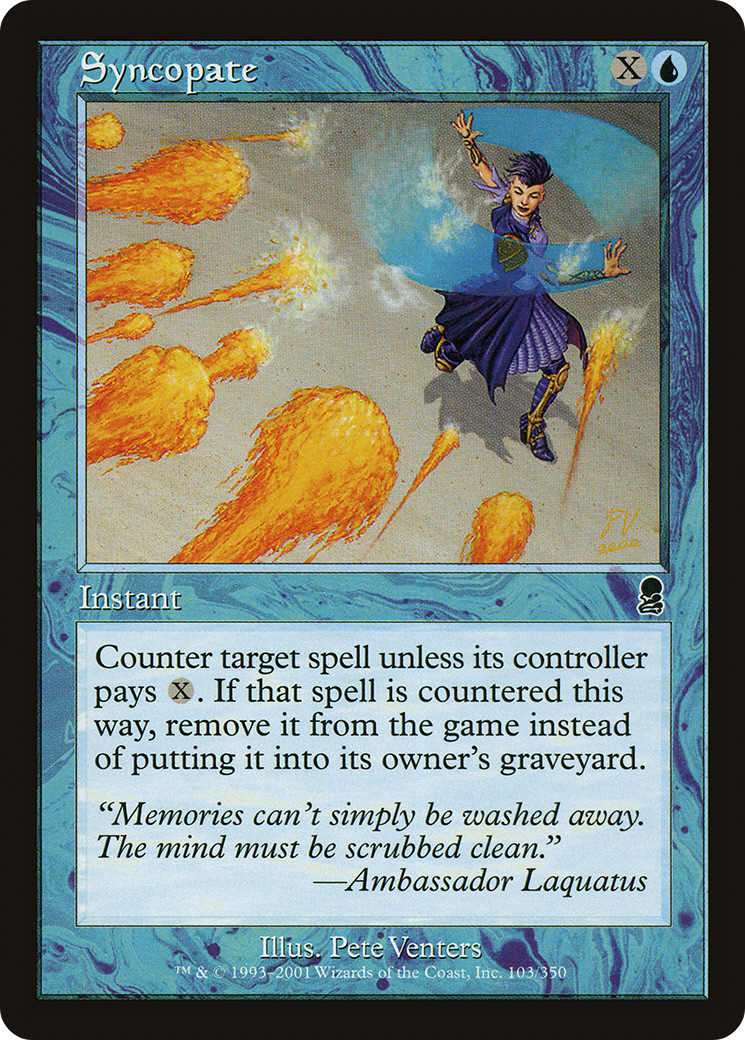 Syncopate X
PV
2000
Instant
Counter target spell unless its controller
pays X. If that spell is countered this
way, remove it from the game instead
of putting it into its owner's graveyard.
“Memories can't simply be washed away.
The mind must be scrubbed clean.”
—Ambassador Laquatus
Illus. Pete Venters
™ & © 1993–2001 Wizards of the Coast, Inc. 103/350